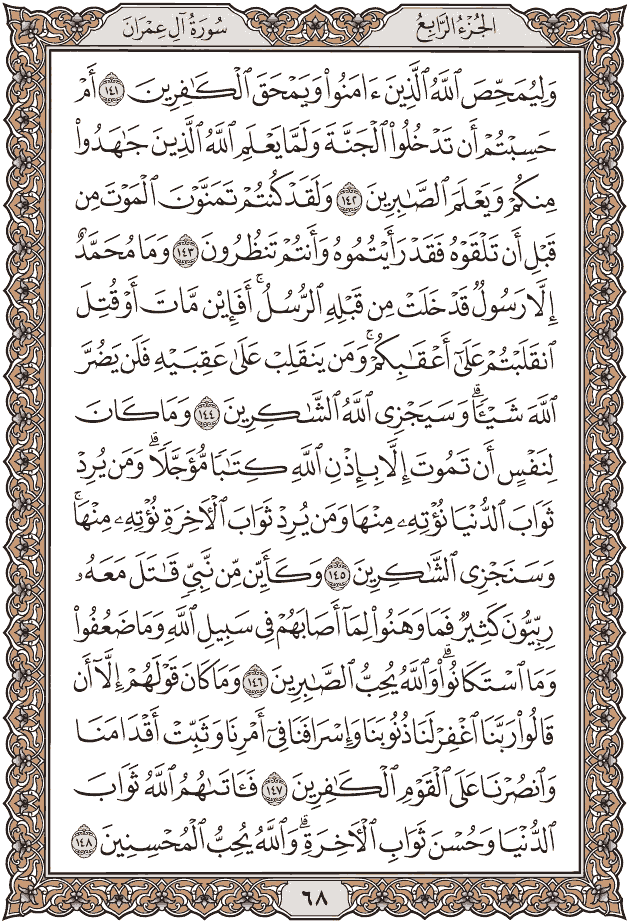 الجُزْءُ الرَّابِعُ
سُورَةُ آلِ عِمْرَانَ
وَلِيُمَحِّصَ ٱللَّهُ ٱلَّذِينَ ءَامَنُوا۟ وَيَمْحَقَ ٱلْكَٰفِرِينَ ١٤١ أَمْ
حَسِبْتُمْ أَن تَدْخُلُوا۟ ٱلْجَنَّةَ وَلَمَّا يَعْلَمِ ٱللَّهُ ٱلَّذِينَ جَٰهَدُوا۟
مِنكُمْ وَيَعْلَمَ ٱلصَّٰبِرِينَ ١٤٢ وَلَقَدْ كُنتُمْ تَمَنَّوْنَ ٱلْمَوْتَ مِن
قَبْلِ أَن تَلْقَوْهُ فَقَدْ رَأَيْتُمُوهُ وَأَنتُمْ تَنظُرُونَ ١٤٣ وَمَا مُحَمَّدٌ
إِلَّا رَسُولٌ قَدْ خَلَتْ مِن قَبْلِهِ ٱلرُّسُلُ ۚ أَفَإِي۟ن مَّاتَ أَوْ قُتِلَ
ٱنقَلَبْتُمْ عَلَىٰٓ أَعْقَٰبِكُمْ ۚ وَمَن يَنقَلِبْ عَلَىٰ عَقِبَيْهِ فَلَن يَضُرَّ
ٱللَّهَ شَيْـًٔا ۗ وَسَيَجْزِى ٱللَّهُ ٱلشَّٰكِرِينَ ١٤٤ وَمَا كَانَ
لِنَفْسٍ أَن تَمُوتَ إِلَّا بِإِذْنِ ٱللَّهِ كِتَٰبًا مُّؤَجَّلًا ۗ وَمَن يُرِدْ
ثَوَابَ ٱلدُّنْيَا نُؤْتِهِۦ مِنْهَا وَمَن يُرِدْ ثَوَابَ ٱلْءَاخِرَةِ نُؤْتِهِۦ مِنْهَا ۚ
وَسَنَجْزِى ٱلشَّٰكِرِينَ ١٤٥ وَكَأَيِّن مِّن نَّبِىٍّ قَٰتَلَ مَعَهُۥ
رِبِّيُّونَ كَثِيرٌ فَمَا وَهَنُوا۟ لِمَآ أَصَابَهُمْ فِى سَبِيلِ ٱللَّهِ وَمَا ضَعُفُوا۟
وَمَا ٱسْتَكَانُوا۟ ۗ وَٱللَّهُ يُحِبُّ ٱلصَّٰبِرِينَ ١٤٦ وَمَا كَانَ قَوْلَهُمْ إِلَّآ أَن
قَالُوا۟ رَبَّنَا ٱغْفِرْ لَنَا ذُنُوبَنَا وَإِسْرَافَنَا فِىٓ أَمْرِنَا وَثَبِّتْ أَقْدَامَنَا
وَٱنصُرْنَا عَلَى ٱلْقَوْمِ ٱلْكَٰفِرِينَ ١٤٧ فَـَٔاتَىٰهُمُ ٱللَّهُ ثَوَابَ
ٱلدُّنْيَا وَحُسْنَ ثَوَابِ ٱلْءَاخِرَةِ ۗ وَٱللَّهُ يُحِبُّ ٱلْمُحْسِنِينَ ١٤٨
٦٨